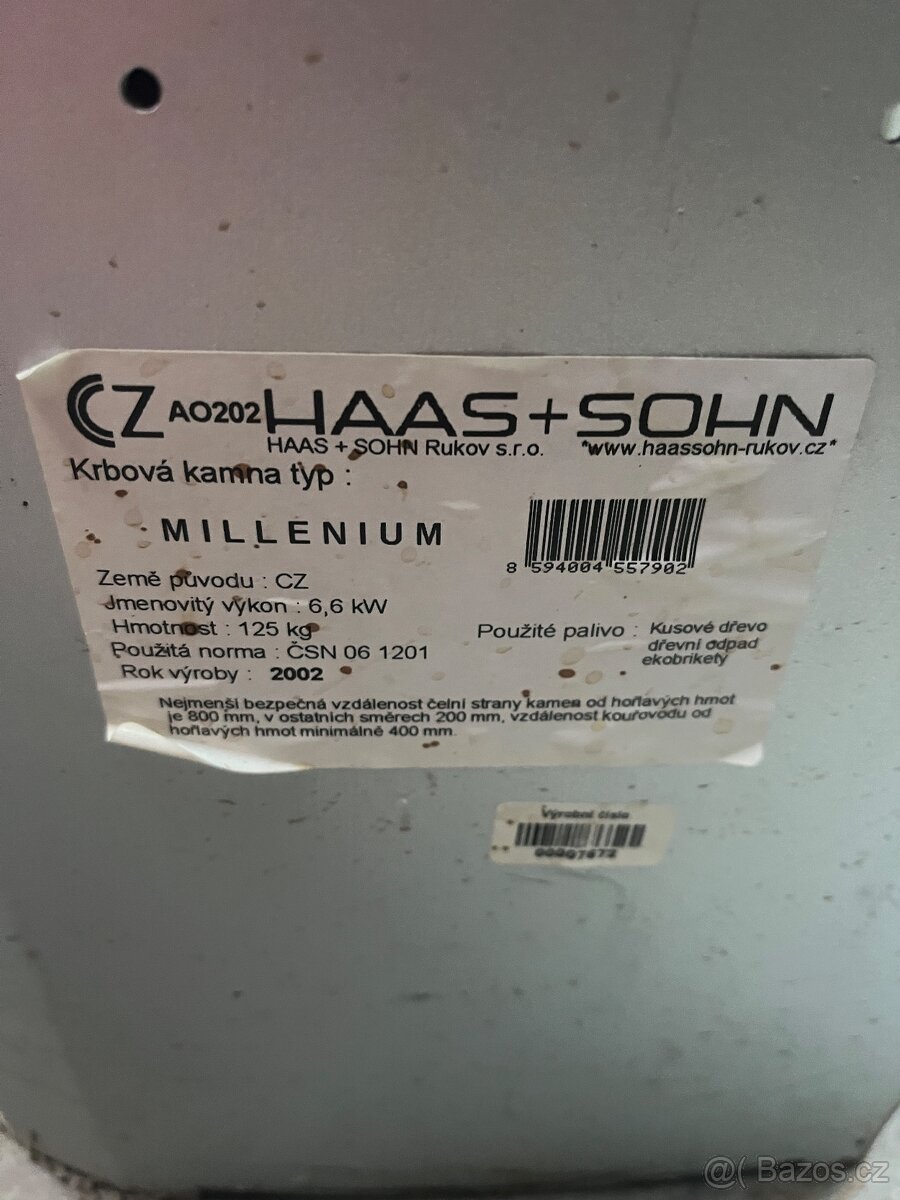 CZ AO202 HAAS+SOHN
HAAS + SOHN Rukov s.r.o. *www.haassohn-rukov.cz*
Krbová kamna typ :
MILLENIUM
8 594004 557902
Země původu : CZ
Jmenovitý výkon : 6,6 kW
Hmotnost : 125 kg
Použitá norma : ČSN 06 1201
Rok výroby : 2002
Použité palivo : Kusové dřevo
dřevní odpad
ekobrikety
Nejmenší bezpečná vzdálenost čelní strany kamen od hořlavých hmot
je 800 mm, v ostatních směrech 200 mm, vzdálenost kouřovodu od
hořlavých hmot minimálně 400 mm.
Výrobní číslo
@( Bazos.cz